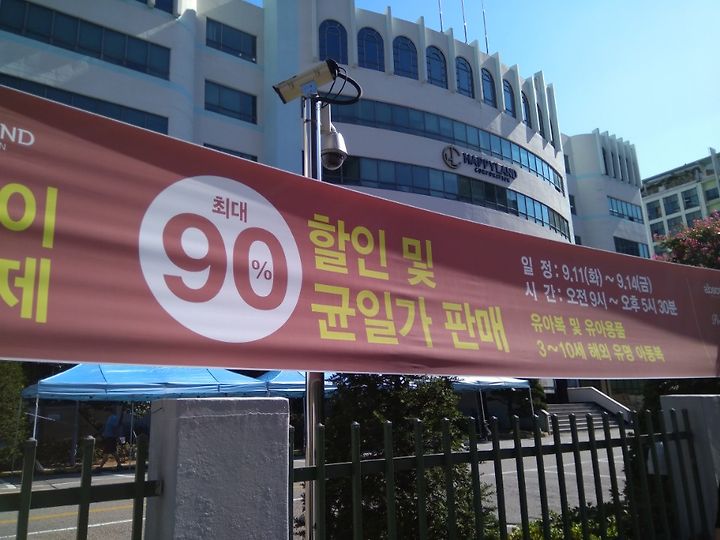 HAPPYLAND
CORPORATION
AND
이
제
최대
90%
할인 및
균일가 판매
일 정 : 9.11(화) ~ 9.14(금)
시 간 : 오전 9시 ~ 오후 5시 30분
유아복 및 유아용품
3~10세 해외 유명 아동복